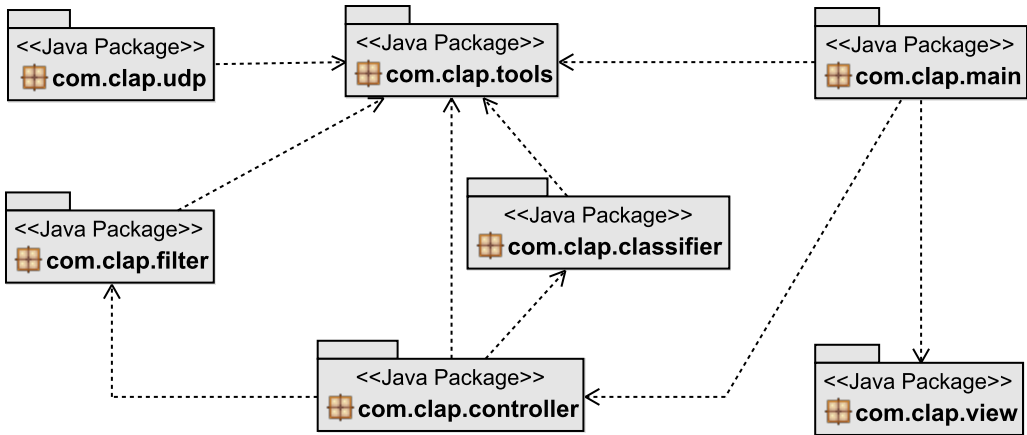 <<Java Package>>
com.clap.udp
<<Java Package>>
com.clap.tools
<<Java Package>>
com.clap.main
<<Java Package>>
com.clap.filter
<<Java Package>>
com.clap.classifier
<<Java Package>>
com.clap.controller
<<Java Package>>
com.clap.view